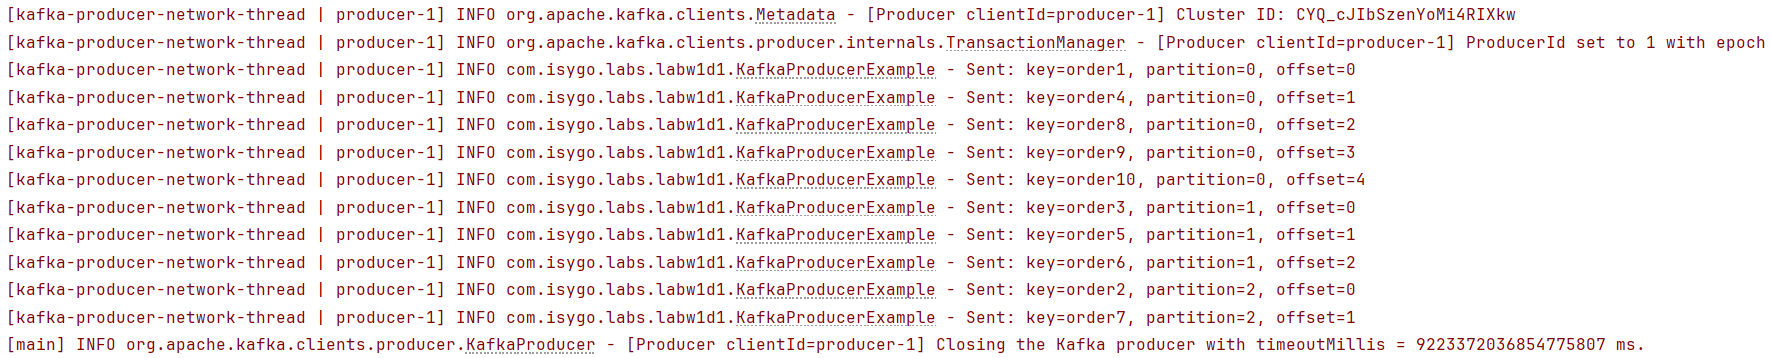 [kafka-producer-network-thread | producer-1] INFO org.apache.kafka.clients.Metadata - [Producer clientId=producer-1] Cluster ID: CYQ_cJIbSzenYoMi4RIXkw
[kafka-producer-network-thread | producer-1] INFO org.apache.kafka.clients.producer.internals.TransactionManager - [Producer clientId=producer-1] ProducerId set to 1 with epoch
[kafka-producer-network-thread | producer-1] INFO com.isygo.labs.labw1d1.KafkaProducerExample - Sent: key=order1, partition=0, offset=0
[kafka-producer-network-thread | producer-1] INFO com.isygo.labs.labw1d1.KafkaProducerExample - Sent: key=order4, partition=0, offset=1
[kafka-producer-network-thread | producer-1] INFO com.isygo.labs.labw1d1.KafkaProducerExample - Sent: key=order8, partition=0, offset=2
[kafka-producer-network-thread | producer-1] INFO com.isygo.labs.labw1d1.KafkaProducerExample - Sent: key=order9, partition=0, offset=3
[kafka-producer-network-thread | producer-1] INFO com.isygo.labs.labw1d1.KafkaProducerExample - Sent: key=order10, partition=0, offset=4
[kafka-producer-network-thread | producer-1] INFO com.isygo.labs.labw1d1.KafkaProducerExample - Sent: key=order3, partition=1, offset=0
[kafka-producer-network-thread | producer-1] INFO com.isygo.labs.labw1d1.KafkaProducerExample - Sent: key=order5, partition=1, offset=1
[kafka-producer-network-thread | producer-1] INFO com.isygo.labs.labw1d1.KafkaProducerExample - Sent: key=order6, partition=1, offset=2
[kafka-producer-network-thread | producer-1] INFO com.isygo.labs.labw1d1.KafkaProducerExample - Sent: key=order2, partition=2, offset=0
[kafka-producer-network-thread | producer-1] INFO com.isygo.labs.labw1d1.KafkaProducerExample - Sent: key=order7, partition=2, offset=1
[main] INFO org.apache.kafka.clients.producer.KafkaProducer - [Producer clientId=producer-1] Closing the Kafka producer with timeoutMillis = 9223372036854775807 ms.